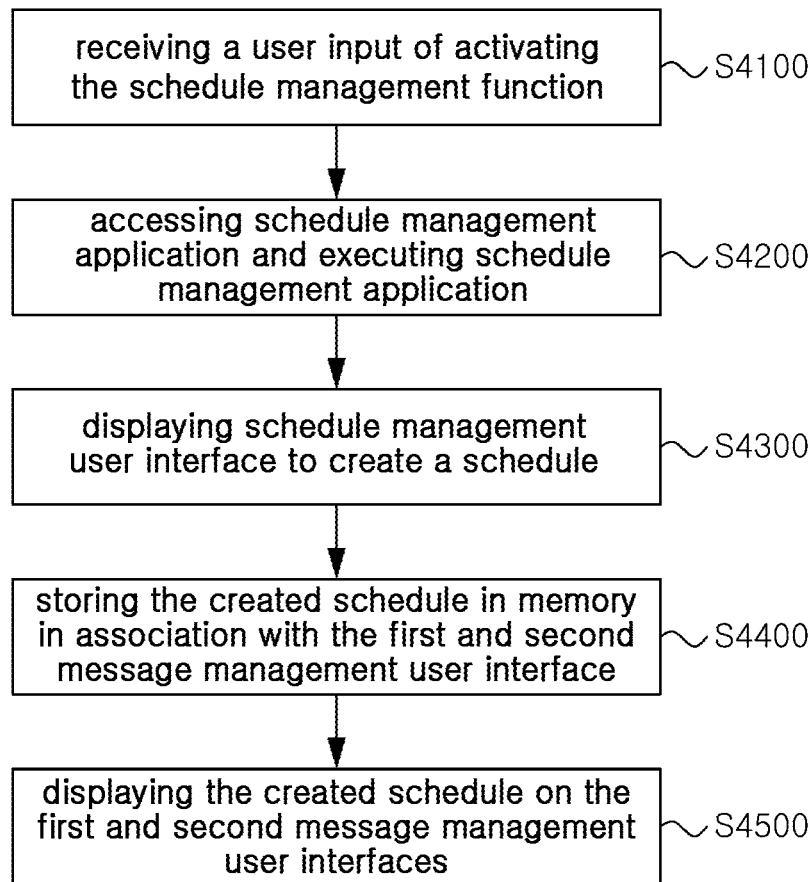 receiving a user input of activating
the schedule management function
S4100
accessing schedule management
application and executing schedule
management application
S4200
displaying schedule management
user interface to create a schedule
S4300
storing the created schedule in memory
in association with the first and second
message management user interface
S4400
displaying the created schedule on the
first and second message management
user interfaces
S4500